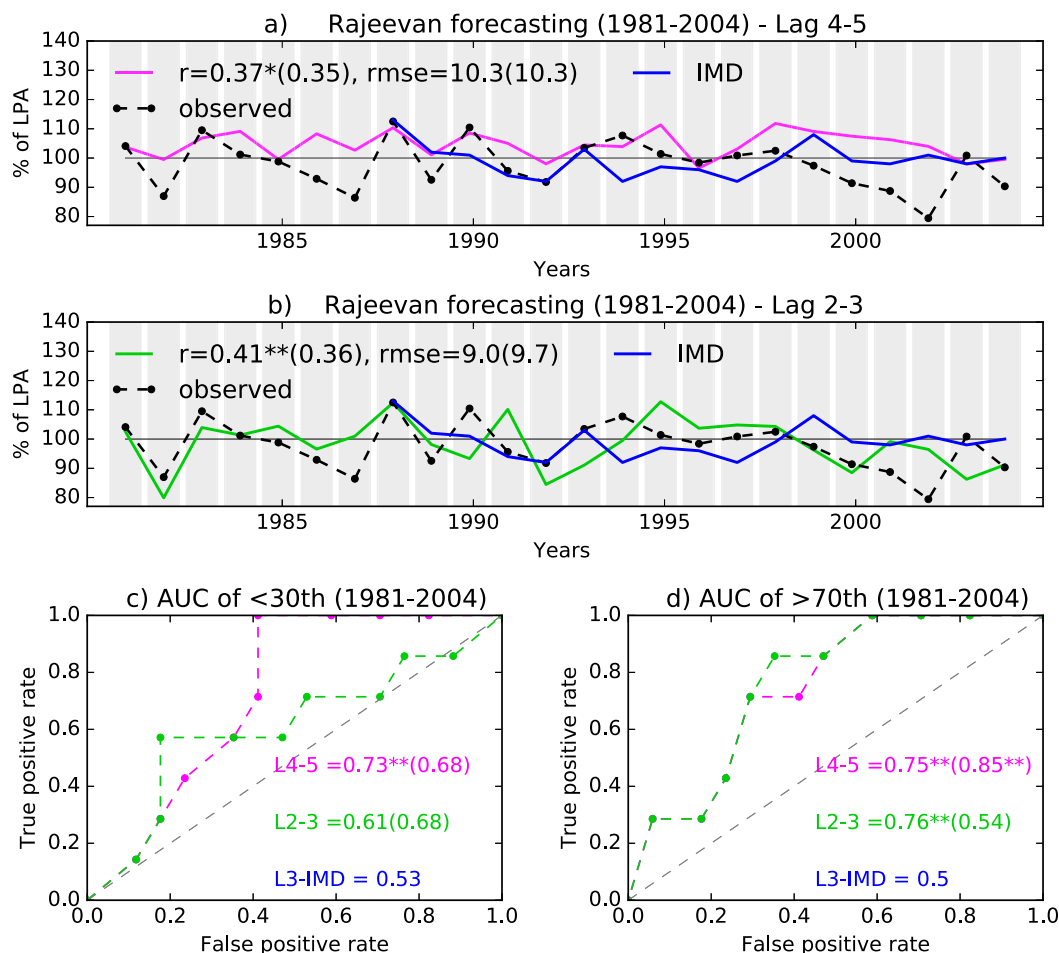 a) Rajeevan forecasting (1981-2004) - Lag 4-5
140
130
120
110
100
90
80
% of LPA
r=0.37*(0.35), rmse=10.3(10.3)
IMD
observed
1985
1990
1995
2000
Years
b) Rajeevan forecasting (1981-2004) - Lag 2-3
140
130
120
110
100
90
80
% of LPA
r=0.41**(0.36), rmse=9.0(9.7)
IMD
observed
1985
1990
1995
2000
Years
c) AUC of <30th (1981-2004)
1.0
0.8
0.6
0.4
0.2
0.0
True positive rate
L4-5 =0.73**(0.68)
L2-3 =0.61(0.68)
L3-IMD = 0.53
0.0
0.2
0.4
0.6
0.8
1.0
False positive rate
d) AUC of >70th (1981-2004)
1.0
0.8
0.6
0.4
0.2
0.0
True positive rate
L4-5 =0.75**(0.85**)
L2-3 =0.76**(0.54)
L3-IMD = 0.5
0.0
0.2
0.4
0.6
0.8
1.0
False positive rate